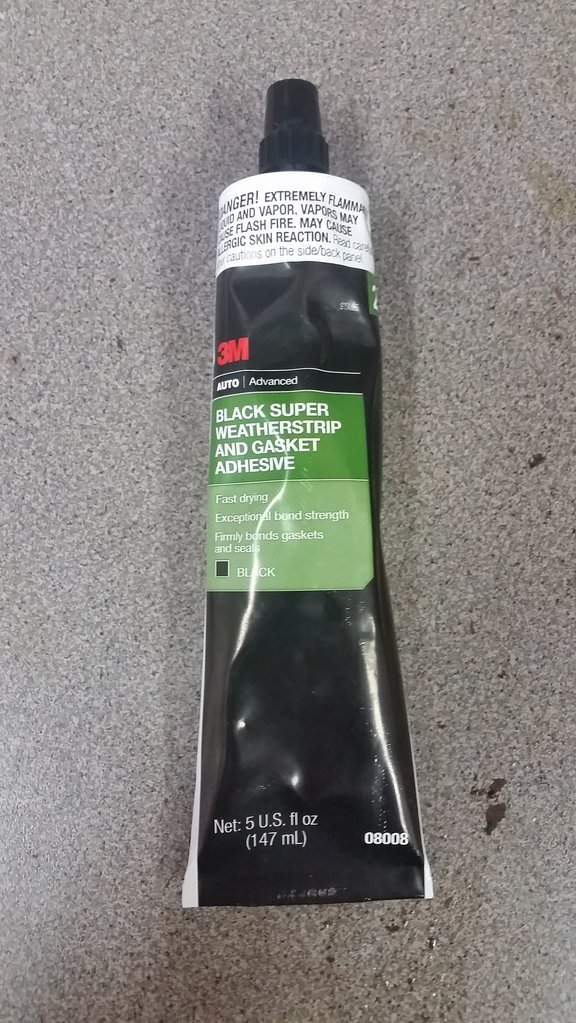 DANGER! EXTREMELY FLAMMABLE
LIQUID AND VAPOR. VAPORS MAY
CAUSE FLASH FIRE. MAY CAUSE
ALLERGIC SKIN REACTION. Read
cautions on the side/back panel.
2
3M
AUTO | Advanced
BLACK SUPER
WEATHERSTRIP
AND GASKET
ADHESIVE
Fast drying
Exceptional bond strength
Firmly bonds gaskets
and seals
BLACK
Net: 5 U.S. fl oz
(147 mL)
08008